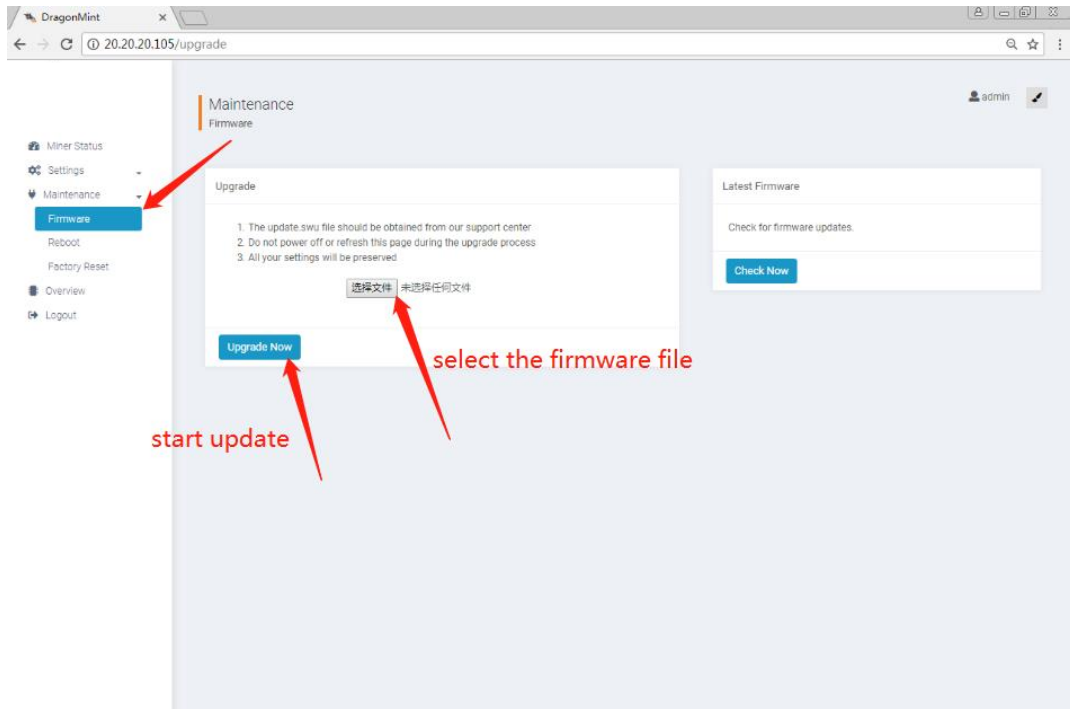 DragonMint
20.20.20.105/upgrade
admin
Maintenance
Firmware
Miner Status
Settings
Maintenance
Firmware
Reboot
Factory Reset
Overview
Logout
Upgrade
1. The update.swu file should be obtained from our support center
2. Do not power off or refresh this page during the upgrade process
3. All your settings will be preserved
选择文件 未选择任何文件
Upgrade Now
Latest Firmware
Check for firmware updates.
Check Now
select the firmware file
start update